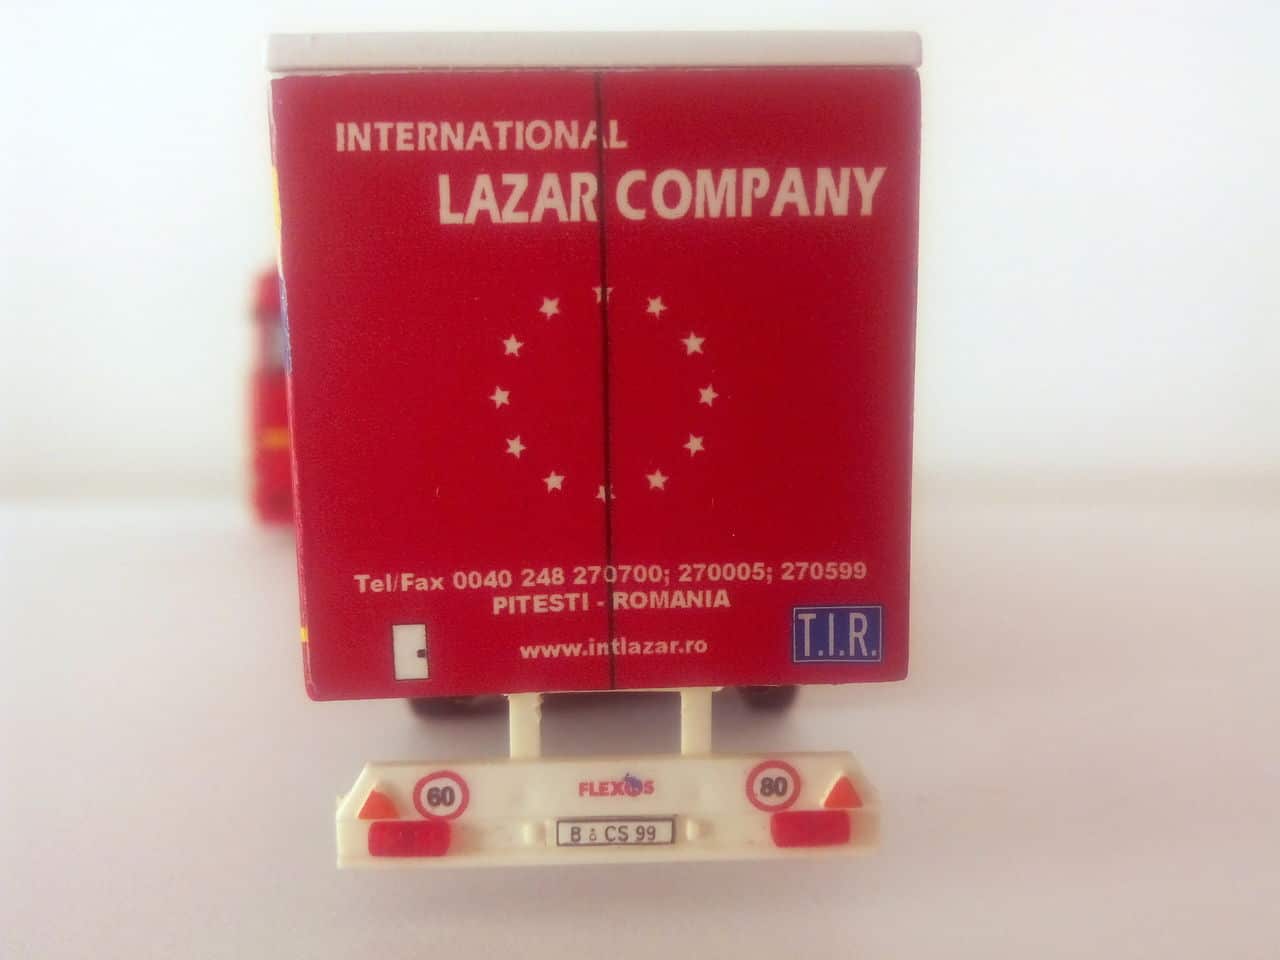 INTERNATIONAL
LAZAR COMPANY
Tel/Fax 0040 248 270700; 270005; 270599
PITESTI - ROMANIA
www.intlazar.ro
T.I.R.
60
FLEXOS
80
B CS 99